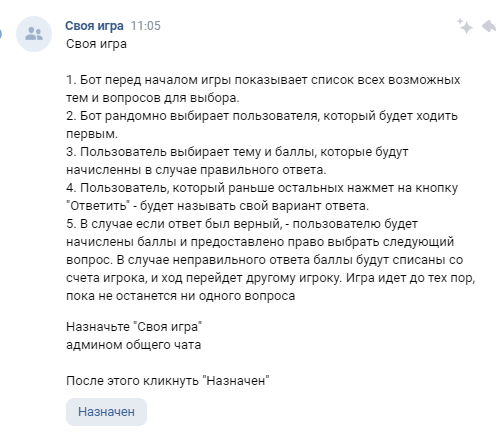 Своя игра 11:05
Своя игра
1. Бот перед началом игры показывает список всех возможных
тем и вопросов для выбора.
2. Бот рандомно выбирает пользователя, который будет ходить
первым.
3. Пользователь выбирает тему и баллы, которые будут
начисленны в случае правильного ответа.
4. Пользователь, который раньше остальных нажмет на кнопку
"Ответить" - будет называть свой вариант ответа.
5. В случае если ответ был верный, - пользователю будет
начислены баллы и предоставлено право выбрать следующий
вопрос. В случае неправильного ответа баллы будут списаны со
счета игрока, и ход перейдет другому игроку. Игра идет до тех пор,
пока не останется ни одного вопроса
Назначьте "Своя игра"
админом общего чата
После этого кликнуть "Назначен"
Назначен